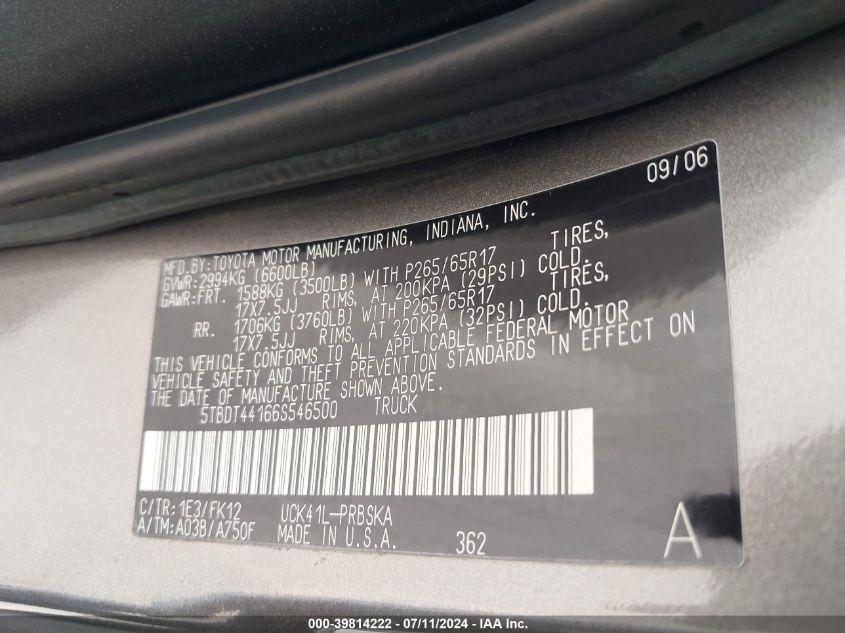 09/06
MFD.BY:TOYOTA MOTOR MANUFACTURING, INDIANA, INC.
GVWR:2994KG (6600LB)
GAWR:FRT. 1588KG (3500LB) WITH P265/65R17 TIRES,
17X7.5JJ RIMS, AT 200KPA (29PSI) COLD.
RR. 1706KG (3760LB) WITH P265/65R17 TIRES,
17X7.5JJ RIMS, AT 220KPA (32PSI) COLD.
THIS VEHICLE CONFORMS TO ALL APPLICABLE FEDERAL MOTOR
VEHICLE SAFETY AND THEFT PREVENTION STANDARDS IN EFFECT ON
THE DATE OF MANUFACTURE SHOWN ABOVE.
5TBDT44166S546500 TRUCK
C/TR:1E3/FK12 UCK41L-PRBSKA
A/TM:A03B/A750F MADE IN U.S.A. 362 A
000-39814222 - 07/11/2024 - IAA Inc.